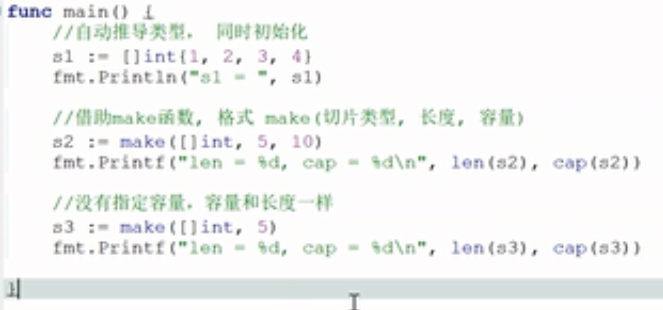 func main() {
//自动推导类型, 同时初始化
s1 := []int{1, 2, 3, 4}
fmt.Println("s1 = ", s1)
//借助make函数, 格式 make(切片类型, 长度, 容量)
s2 := make([]int, 5, 10)
fmt.Printf("len = %d, cap = %d\n", len(s2), cap(s2))
//没有指定容量，容量和长度一样
s3 := make([]int, 5)
fmt.Printf("len = %d, cap = %d\n", len(s3), cap(s3))
}